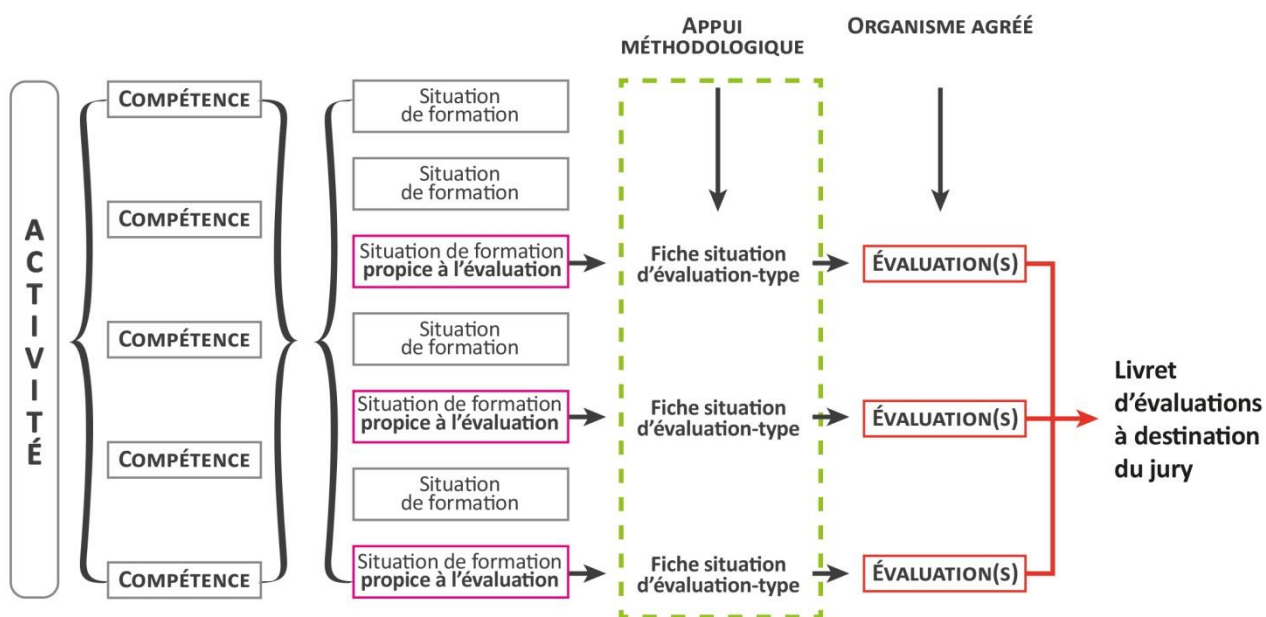 APPUI
MÉTHODOLOGIQUE
ORGANISME AGRÉÉ
ACTIVITÉ
COMPÉTENCE
COMPÉTENCE
COMPÉTENCE
COMPÉTENCE
COMPÉTENCE
Situation
de formation
Situation
de formation
Situation de formation
propice à l'évaluation
Situation
de formation
Situation de formation
propice à l'évaluation
Situation
de formation
Situation de formation
propice à l'évaluation
Fiche situation
d'évaluation-type
Fiche situation
d'évaluation-type
Fiche situation
d'évaluation-type
ÉVALUATION(S)
ÉVALUATION(S)
ÉVALUATION(S)
Livret
d'évaluations
à destination
du jury